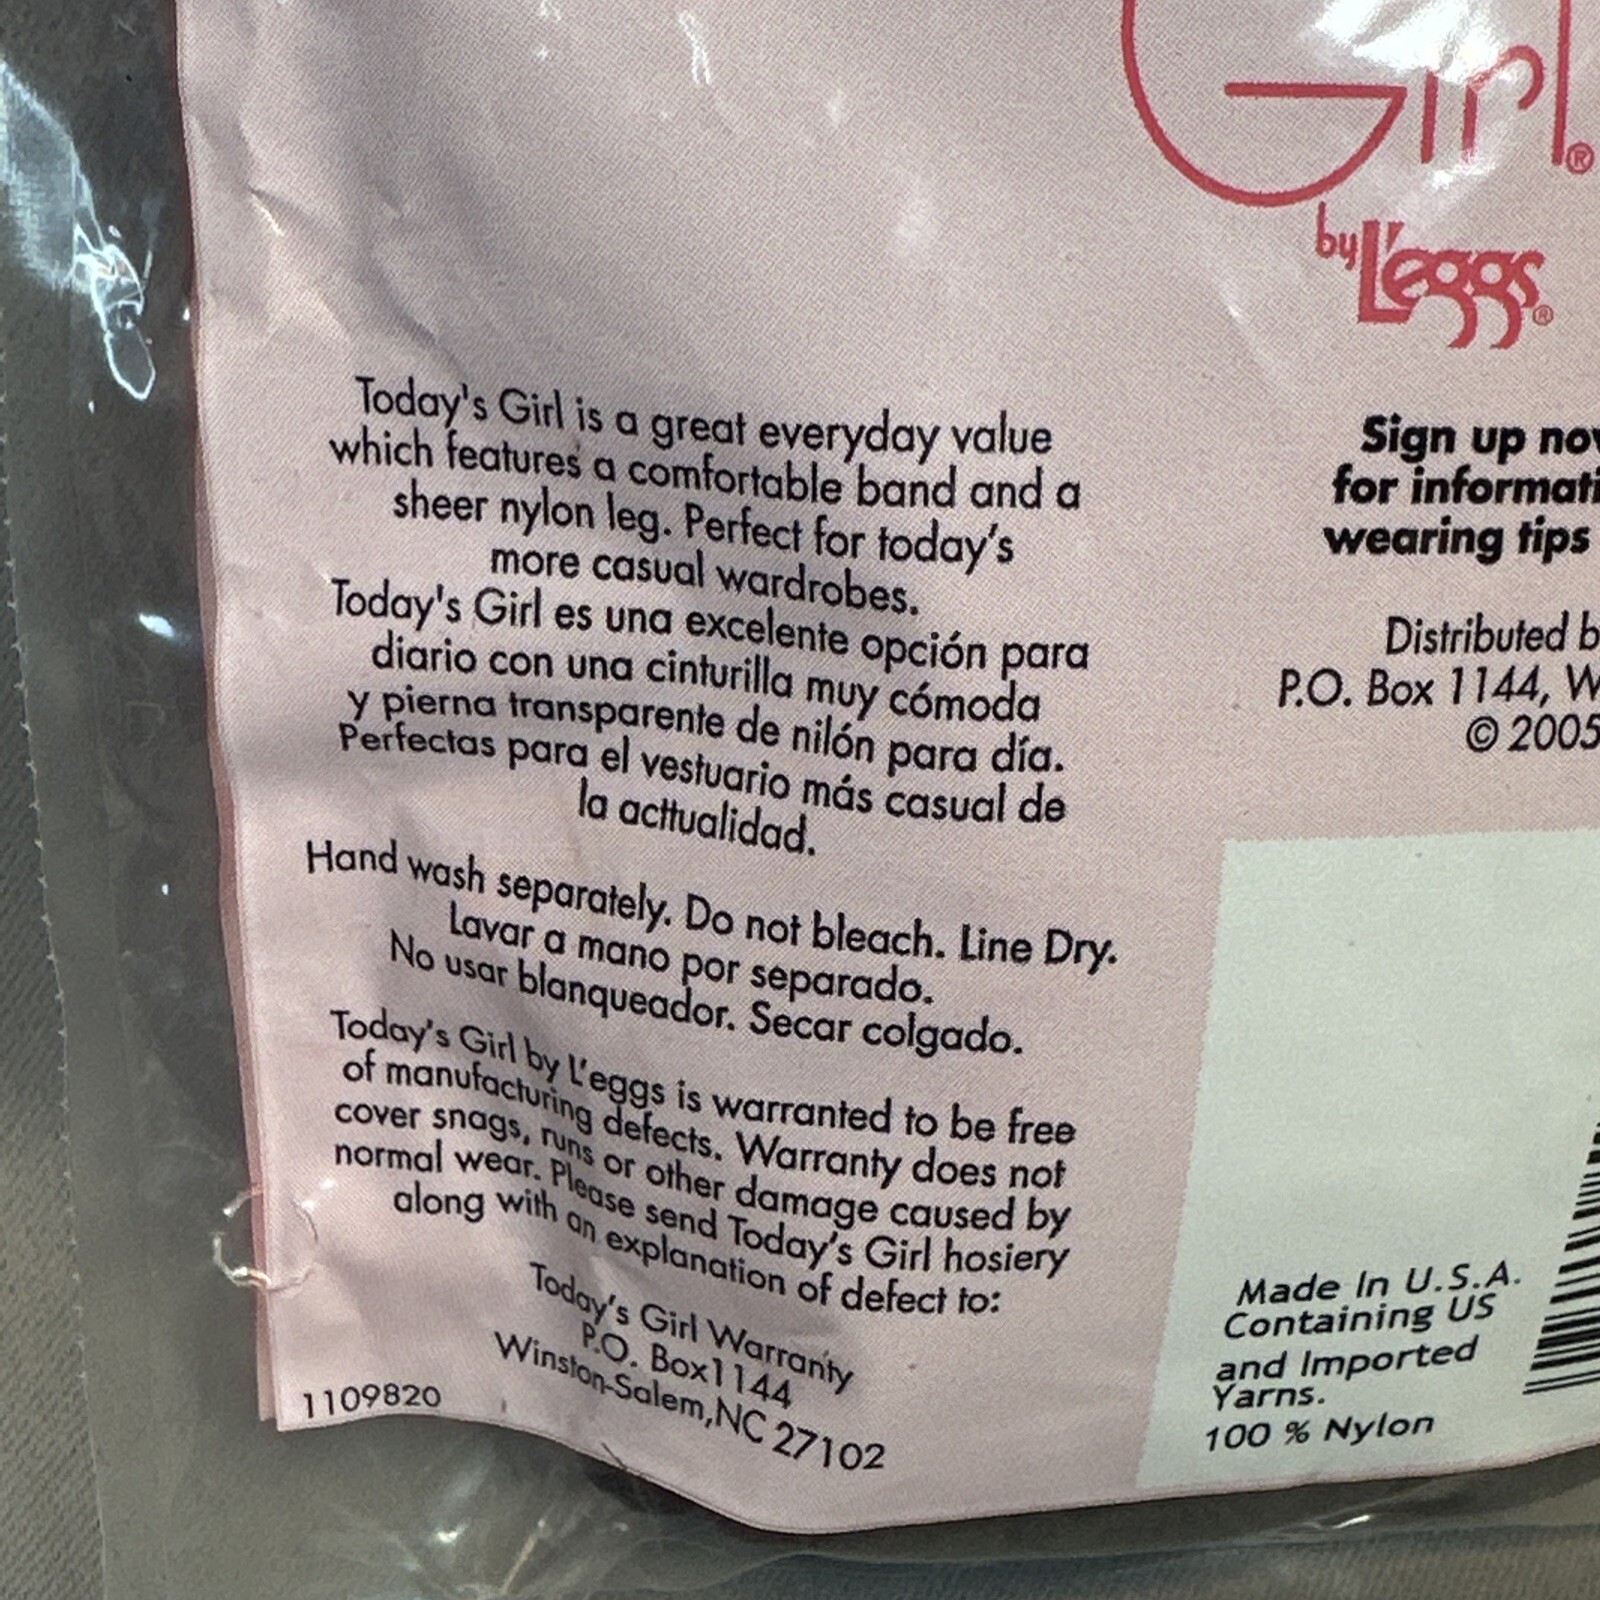 Girl®
by L'eggs®
Today's Girl is a great everyday value
which features a comfortable band and a
sheer nylon leg. Perfect for today's
more casual wardrobes.
Today's Girl es una excelente opción para
diario con una cinturilla muy cómoda
y pierna transparente de nilón para día.
Perfectas para el vestuario más casual de
la acttualidad.
Hand wash separately. Do not bleach. Line Dry.
Lavar a mano por separado.
No usar blanqueador. Secar colgado.
Today's Girl by L'eggs is warranted to be free
of manufacturing defects. Warranty does not
cover snags, runs or other damage caused by
normal wear. Please send Today's Girl hosiery
along with an explanation of defect to:
Today's Girl Warranty
P.O. Box1144
Winston-Salem,NC 27102
1109820
Sign up
for
wearing tips
Distributed
P.O. Box 1144,
© 2005
Made In U.S.A.
Containing US
and Imported
Yarns.
100 % Nylon